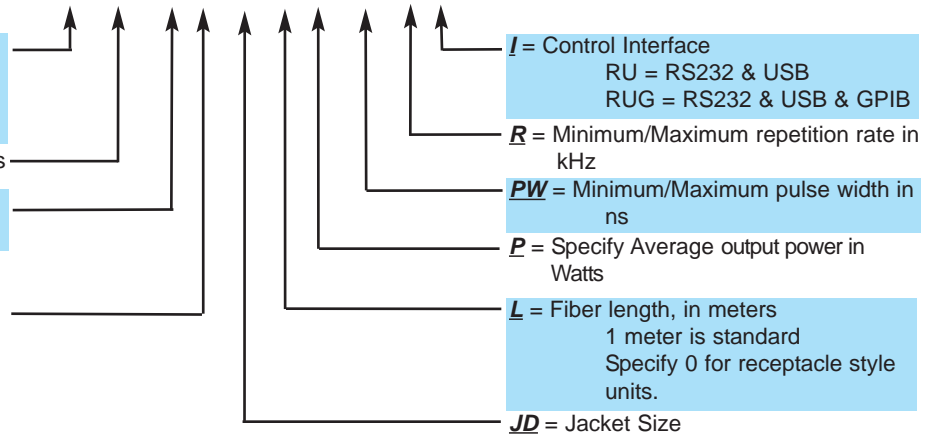 I = Control Interface
RU = RS232 & USB
RUG = RS232 & USB & GPIB
R = Minimum/Maximum repetition rate in
kHz
s
PW = Minimum/Maximum pulse width in
ns
P = Specify Average output power in
Watts
L = Fiber length, in meters
1 meter is standard
Specify 0 for receptacle style
units.
JD = Jacket Size